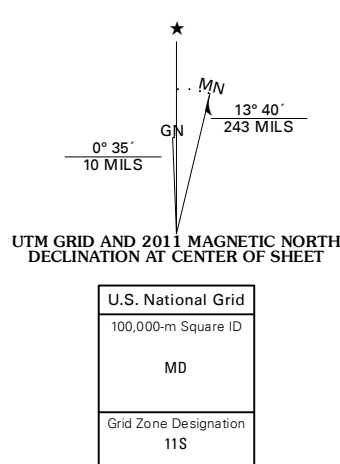 ★
MN
13° 40´
243 MILS
GN
0° 35´
10 MILS
UTM GRID AND 2011 MAGNETIC NORTH
DECLINATION AT CENTER OF SHEET
U.S. National Grid
100,000-m Square ID
MD
Grid Zone Designation
11S